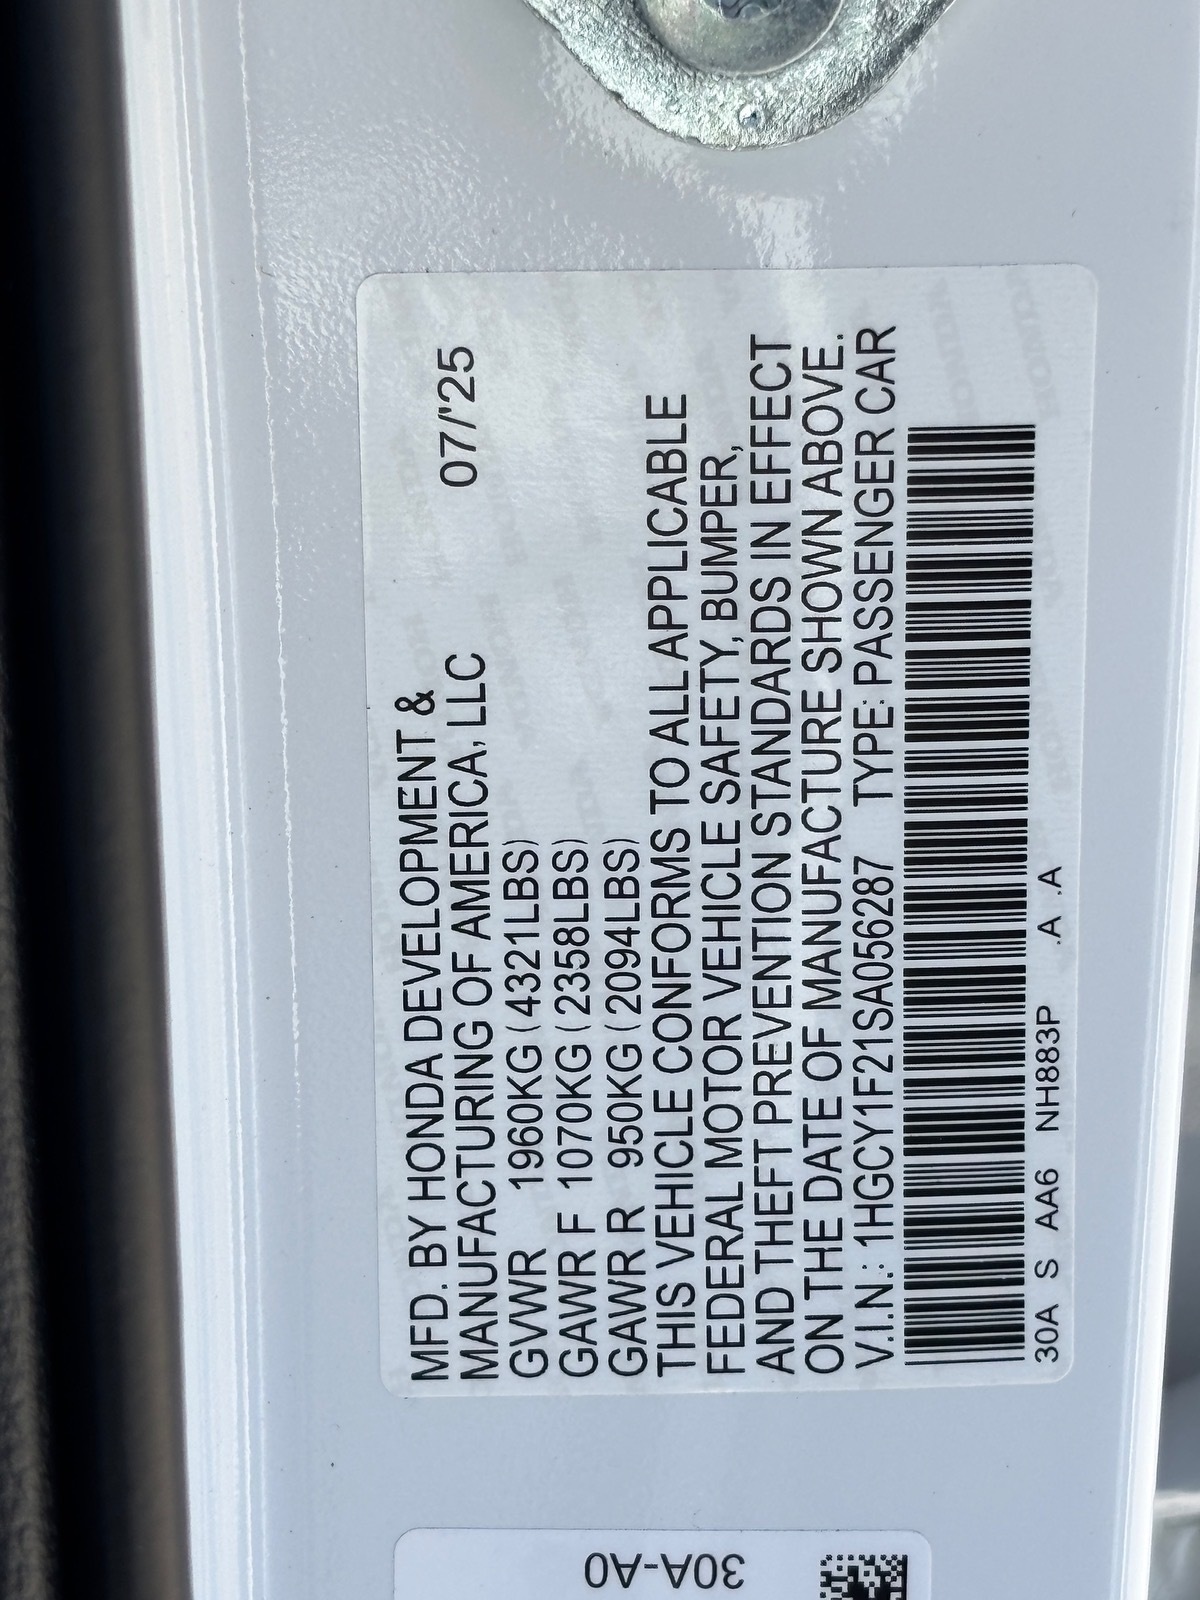 MFD. BY HONDA DEVELOPMENT &
MANUFACTURING OF AMERICA, LLC 07/'25
GVWR 1960KG (4321LBS)
GAWR F 1070KG (2358LBS)
GAWR R 950KG (2094LBS)
THIS VEHICLE CONFORMS TO ALL APPLICABLE
FEDERAL MOTOR VEHICLE SAFETY, BUMPER,
AND THEFT PREVENTION STANDARDS IN EFFECT
ON THE DATE OF MANUFACTURE SHOWN ABOVE.
V.I.N.: 1HGCY1F21SA056287 TYPE: PASSENGER CAR
30A S AA6 NH883P .A .A
30A-A0